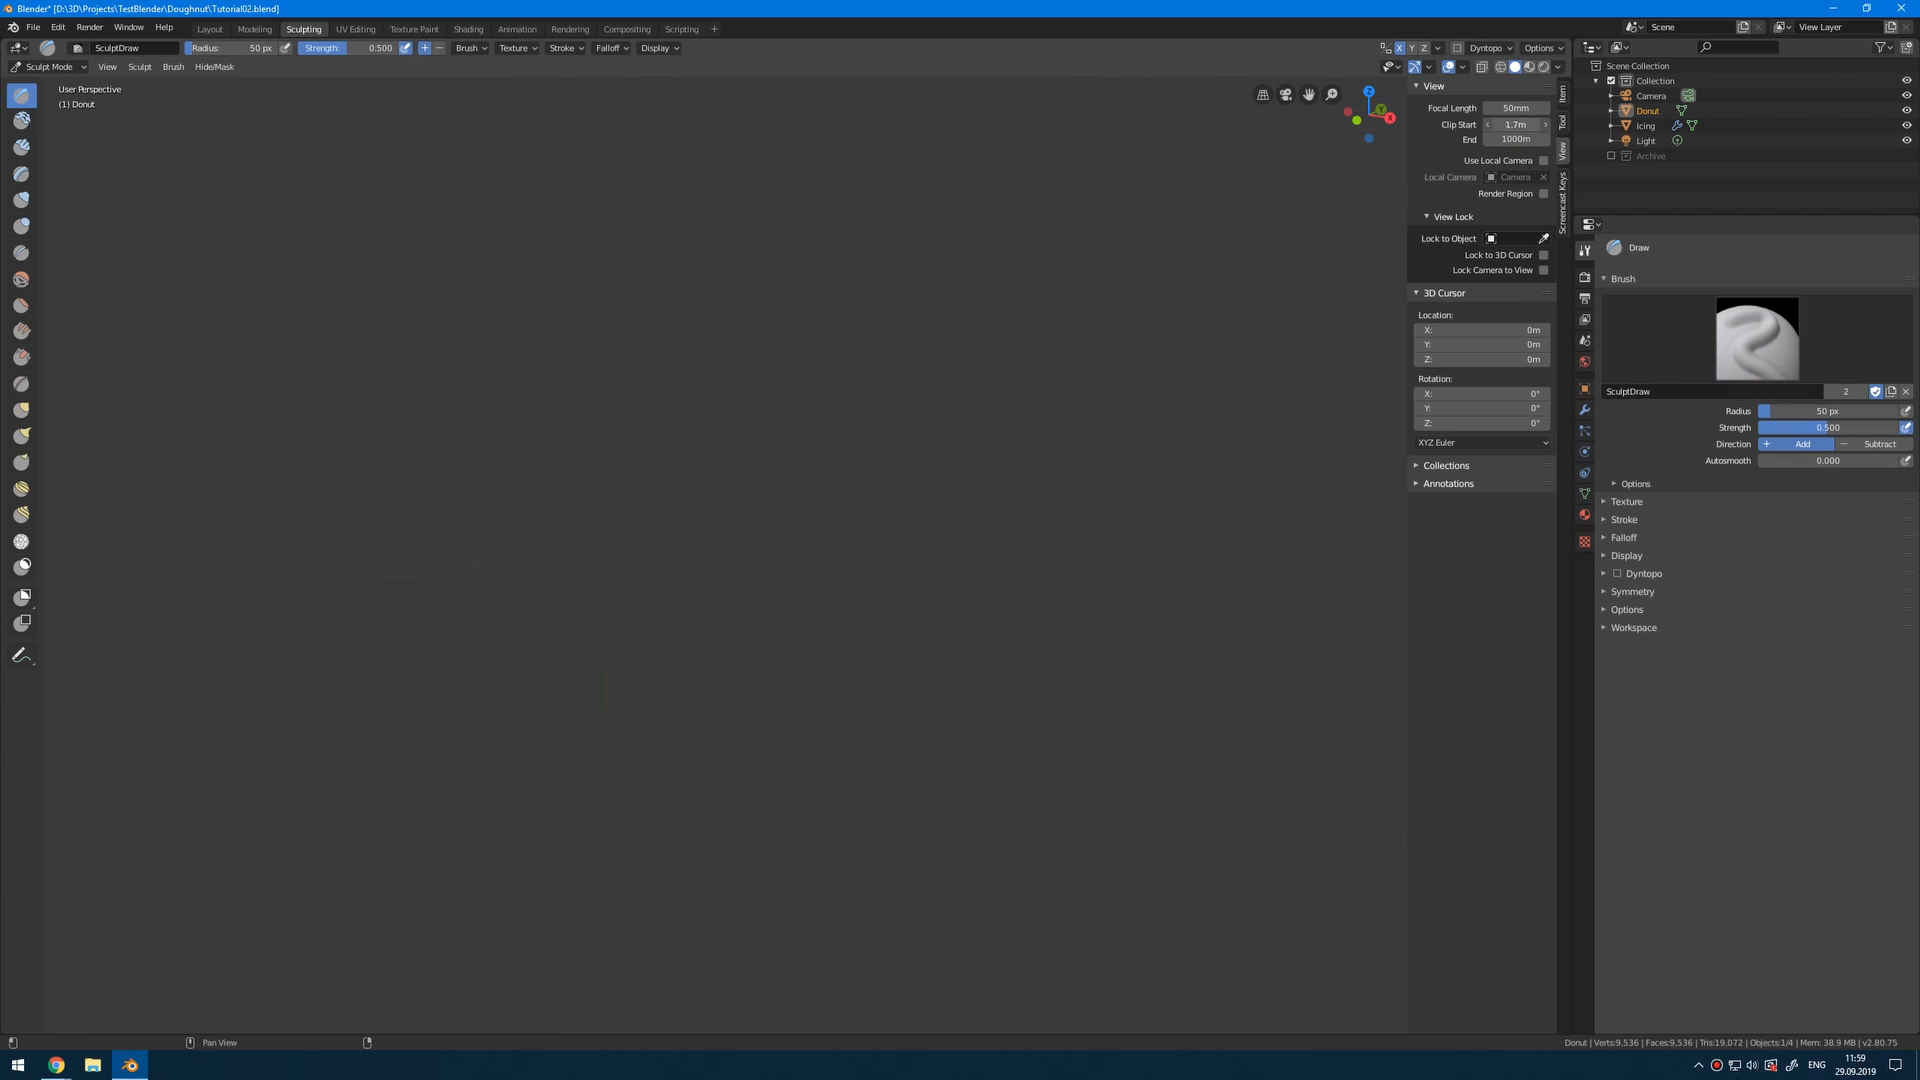 Blender* [D:\3D\Projects\TestBlender\Doughnut\Tutorial02.blend]
File Edit Render Window Help Layout Modeling Sculpting UV Editing Texture Paint Shading Animation Rendering Compositing Scripting + Scene View Layer
SculptDraw Radius: 50 px Strength: 0.500 + − Brush Texture Stroke Falloff Display X Y Z Dyntopo Options
Sculpt Mode View Sculpt Brush Hide/Mask
User Perspective
(1) Donut
Z
Y
X
View
Focal Length 50mm
Clip Start 1.7m
End 1000m
Use Local Camera
Local Camera Camera
Render Region
View Lock
Lock to Object
Lock to 3D Cursor
Lock Camera to View
3D Cursor
Location:
X: 0m
Y: 0m
Z: 0m
Rotation:
X: 0°
Y: 0°
Z: 0°
XYZ Euler
Collections
Annotations
Item
Tool
View
Screencast Keys
Scene Collection
Collection
Camera
Donut
Icing
Light
Archive
Draw
Brush
SculptDraw 2
Radius 50 px
Strength 0.500
Direction + Add − Subtract
Autosmooth 0.000
Options
Texture
Stroke
Falloff
Display
Dyntopo
Symmetry
Options
Workspace
Pan View
Donut | Verts:9,536 | Faces:9,536 | Tris:19,072 | Objects:1/4 | Mem: 38.9 MB | v2.80.75
ENG
11:59
29.09.2019